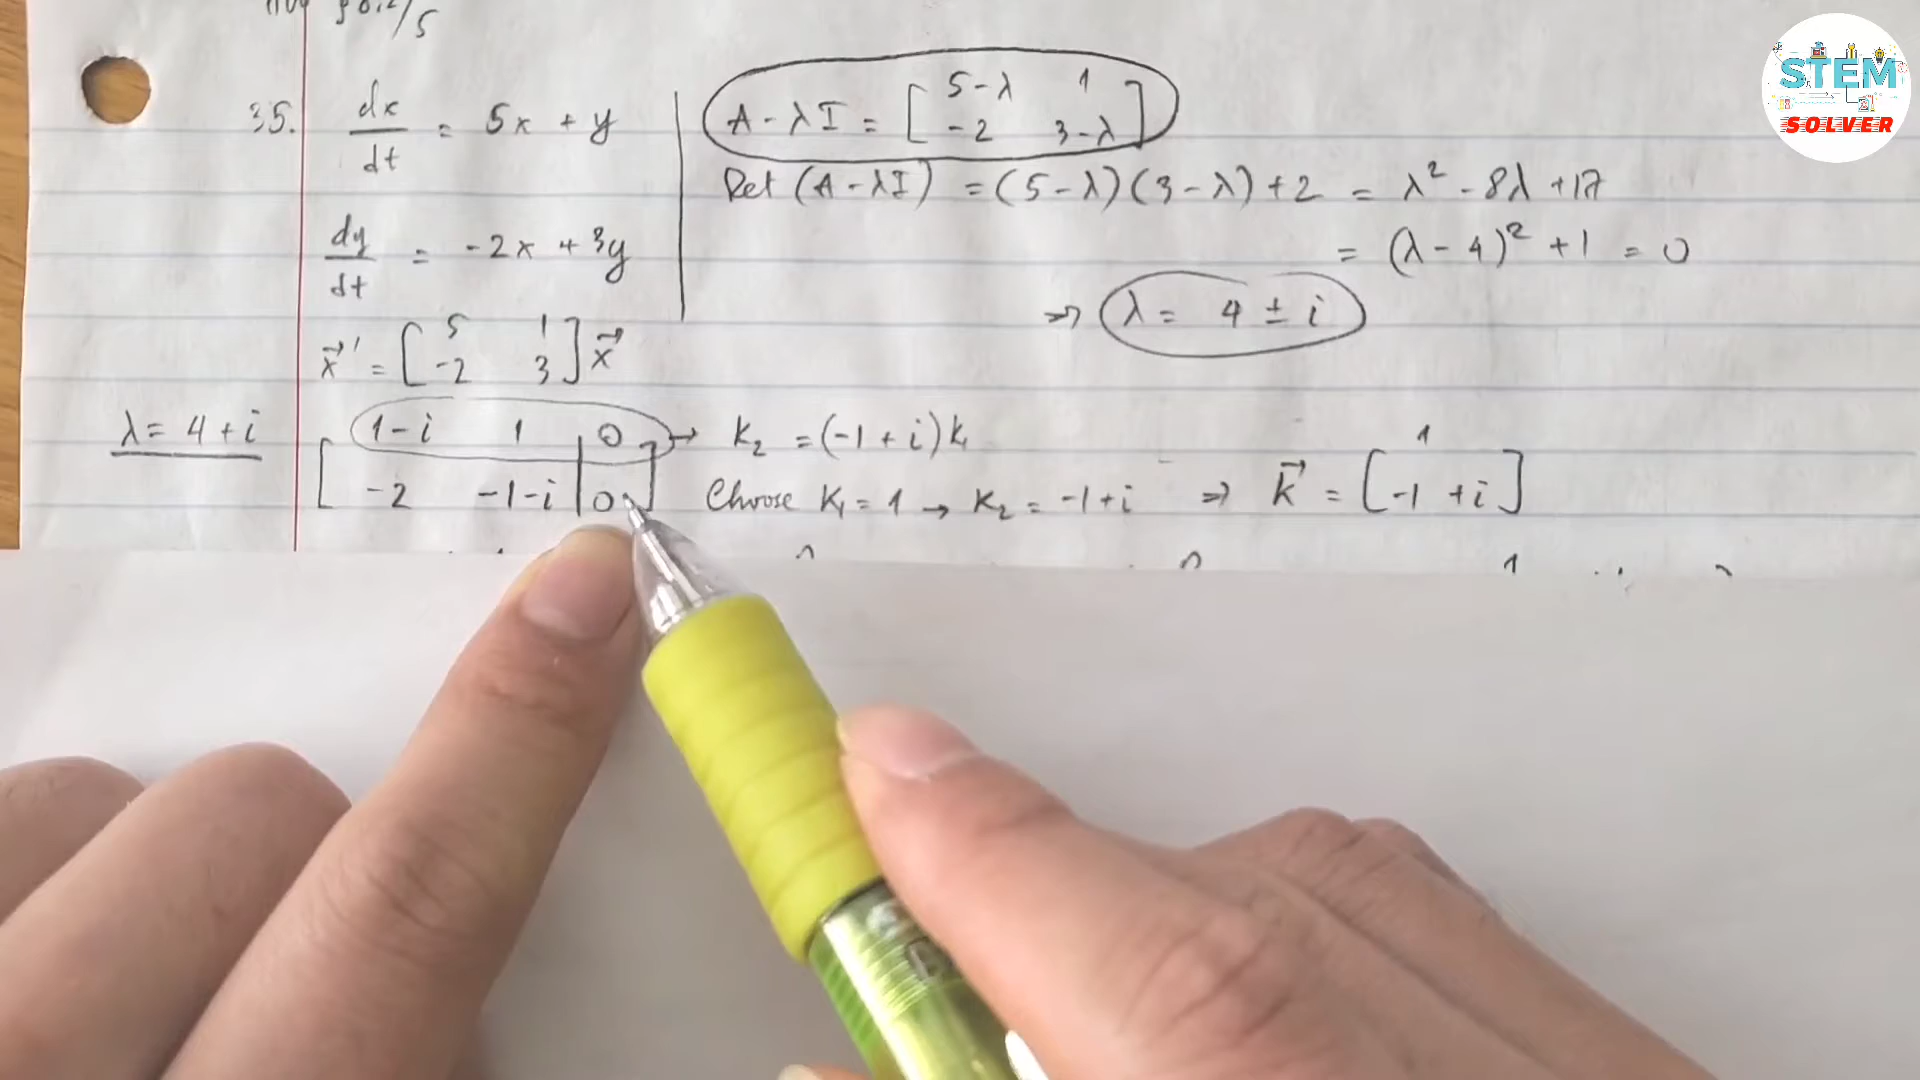 35. dx/dt = 5x + y
dy/dt = -2x + 3y
x⃗' = [5 1; -2 3] x⃗
A - λI = [5-λ 1; -2 3-λ]
Det (A - λI) = (5-λ)(3-λ) + 2 = λ² - 8λ + 17
= (λ - 4)² + 1 = 0
⇒ λ = 4 ± i
λ = 4 + i [1-i 1 | 0; -2 -1-i | 0] → k₂ = (-1+i)k₁
Choose k₁ = 1 → k₂ = -1+i ⇒ k⃗ = [1; -1+i]
STEM
SOLVER